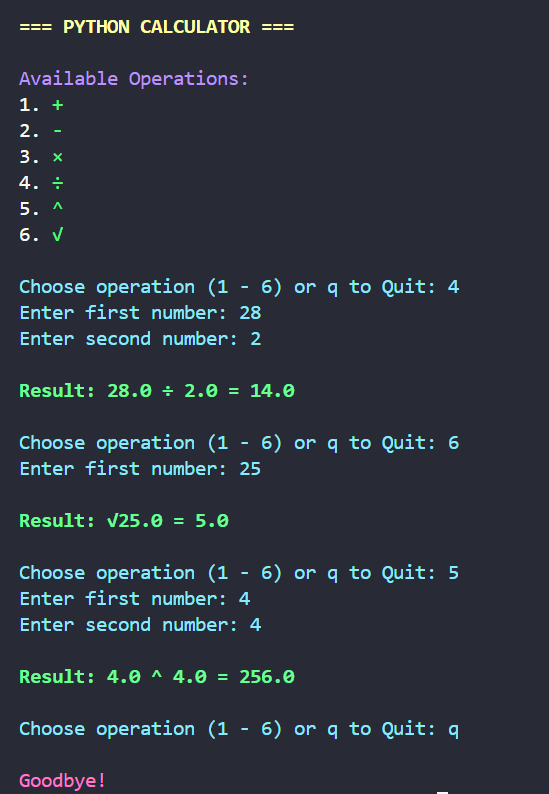 === PYTHON CALCULATOR ===
Available Operations:
1. +
2. -
3. ×
4. ÷
5. ^
6. √
Choose operation (1 - 6) or q to Quit: 4
Enter first number: 28
Enter second number: 2
Result: 28.0 ÷ 2.0 = 14.0
Choose operation (1 - 6) or q to Quit: 6
Enter first number: 25
Result: √25.0 = 5.0
Choose operation (1 - 6) or q to Quit: 5
Enter first number: 4
Enter second number: 4
Result: 4.0 ^ 4.0 = 256.0
Choose operation (1 - 6) or q to Quit: q
Goodbye!